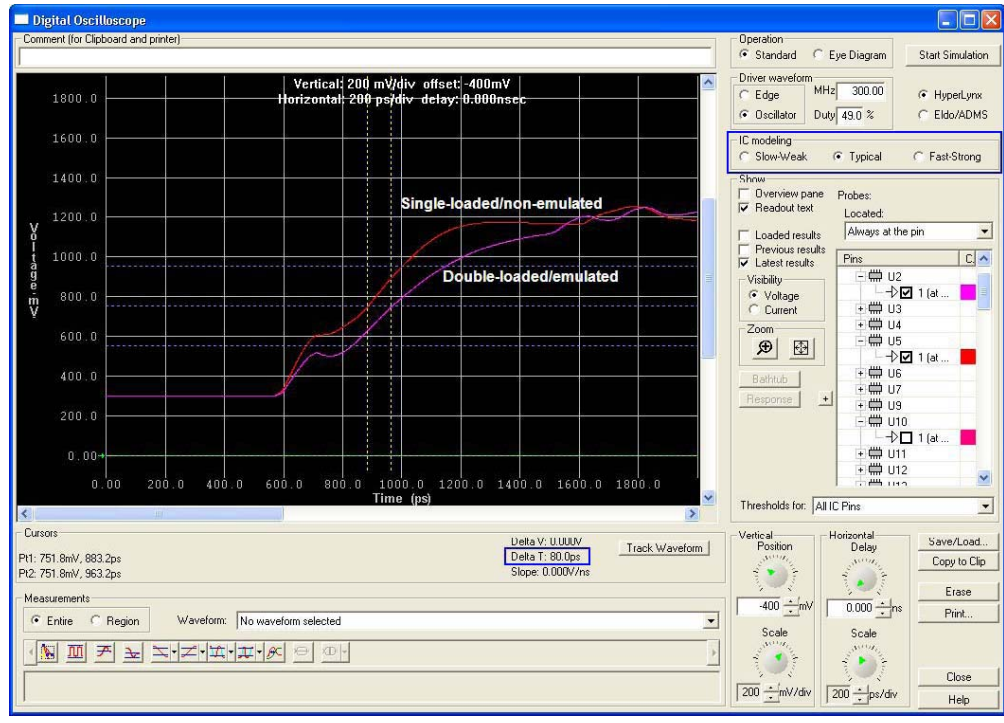 Digital Oscilloscope
Comment (for Clipboard and printer)
Vertical: 200 mV/div offset: -400mV
Horizontal: 200 ps/div delay: 0.000nsec
1800.0
1600.0
1400.0
1200.0
1000.0
800.0
600.0
400.0
200.0
0.00
Voltage-mV
Single-loaded/non-emulated
Double-loaded/emulated
0.00 200.0 400.0 600.0 800.0 1000.0 1200.0 1400.0 1600.0 1800.0
Time (ps)
Cursors
Pt1: 751.8mV, 883.2ps
Pt2: 751.8mV, 963.2ps
Delta V: 0.000V
Delta T: 80.0ps
Slope: 0.000V/ns
Track Waveform
Measurements
Entire Region Waveform: No waveform selected
Operation
Standard Eye Diagram Start Simulation
Driver waveform
Edge MHz 300.00 HyperLynx
Oscillator Duty 49.0 % Eldo/ADMS
IC modeling
Slow-Weak Typical Fast-Strong
Show
Overview pane
Readout text
Loaded results
Previous results
Latest results
Visibility
Voltage
Current
Zoom
Bathtub
Response +
Probes:
Located:
Always at the pin
Pins C
U2
1 (at ...
U3
U4
U5
1 (at ...
U6
U7
U9
U10
1 (at ...
U11
U12
Thresholds for: All IC Pins
Vertical
Position
-400 mV
Scale
200 mV/div
Horizontal
Delay
0.000 ns
Scale
200 ps/div
Save/Load...
Copy to Clip
Erase
Print...
Close
Help